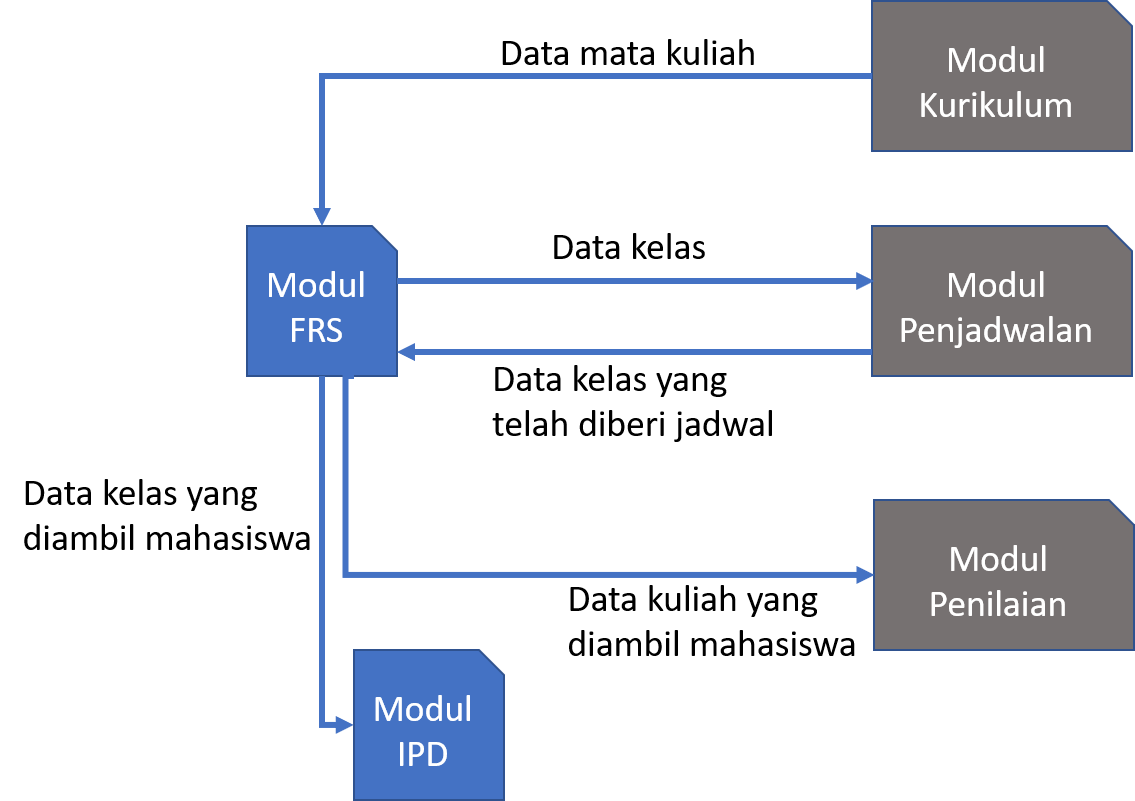 Data mata kuliah
Modul
Kurikulum
Data kelas
Modul
FRS
Modul
Penjadwalan
Data kelas yang
telah diberi jadwal
Data kelas yang
diambil mahasiswa
Modul
Penilaian
Data kuliah yang
diambil mahasiswa
Modul
IPD